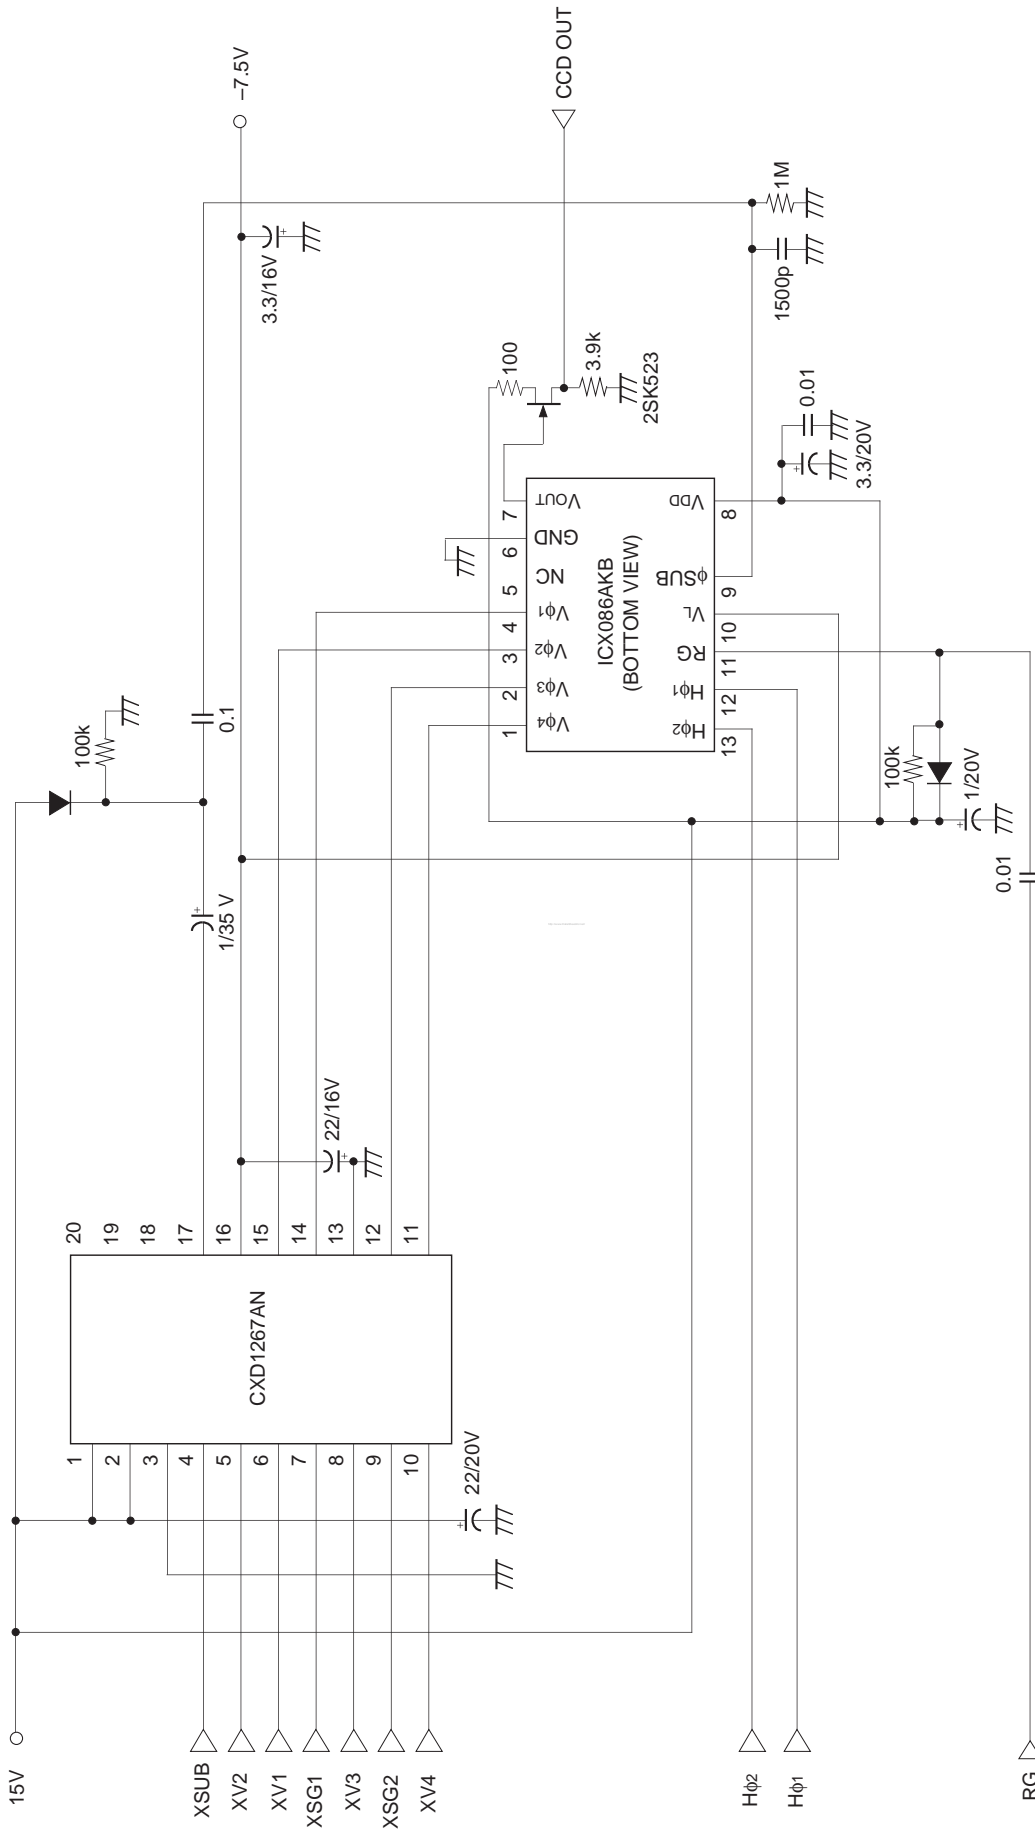 15V
XSUB
XV2
XV1
XSG1
XV3
XSG2
XV4
Hϕ2
Hϕ1
RG
22/20V
1
2
3
4
5
6
7
8
9
10
CXD1267AN
20
19
18
17
16
15
14
13
12
11
22/16V
1/35 V
100k
0.1
3.3/16V
–7.5V
CCD OUT
100
3.9k
2SK523
ICX086AKB
(BOTTOM VIEW)
7
6
5
4
3
2
1
VOUT
GND
NC
Vϕ1
Vϕ2
Vϕ3
Vϕ4
VDD
ϕSUB
VL
RG
Hϕ1
Hϕ2
8
9
10
11
12
13
1M
1500p
0.01
3.3/20V
100k
1/20V
0.01